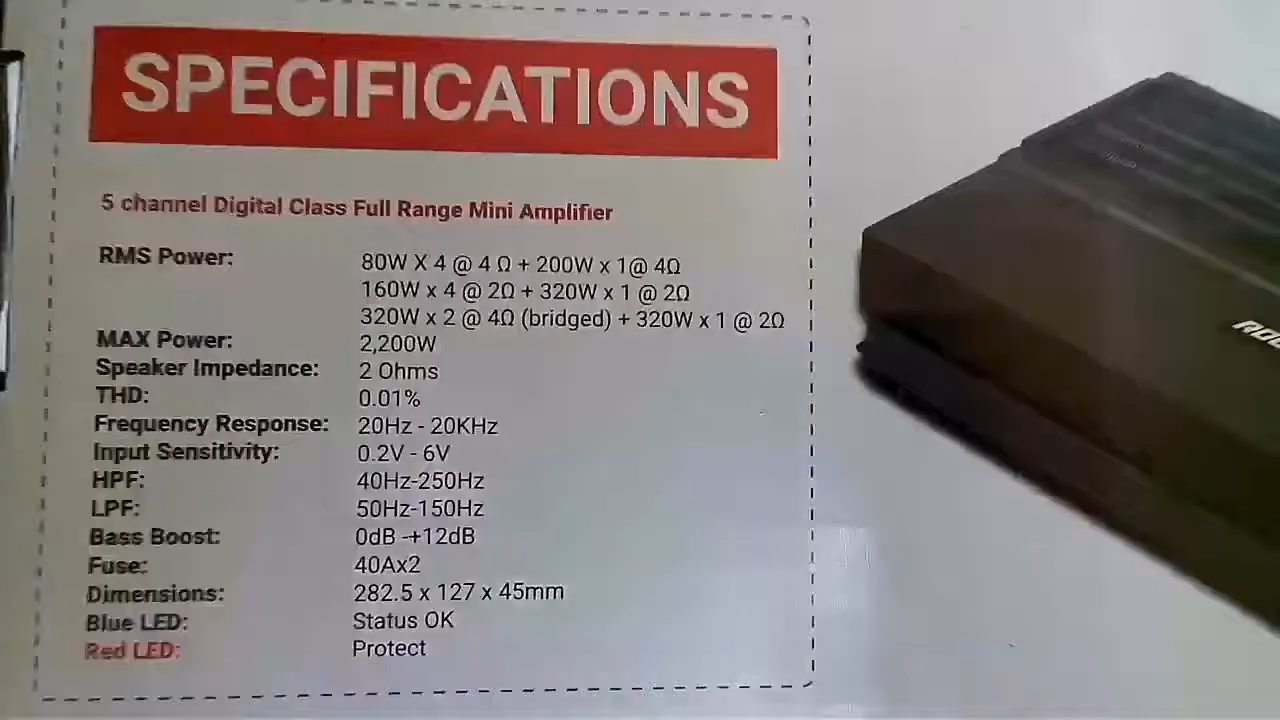 SPECIFICATIONS
5 channel Digital Class Full Range Mini Amplifier
RMS Power: 80W X 4 @ 4 Ω + 200W x 1@ 4Ω
160W x 4 @ 2Ω + 320W x 1 @ 2Ω
320W x 2 @ 4Ω (bridged) + 320W x 1 @ 2Ω
MAX Power: 2,200W
Speaker Impedance: 2 Ohms
THD: 0.01%
Frequency Response: 20Hz - 20KHz
Input Sensitivity: 0.2V - 6V
HPF: 40Hz-250Hz
LPF: 50Hz-150Hz
Bass Boost: 0dB -+12dB
Fuse: 40Ax2
Dimensions: 282.5 x 127 x 45mm
Blue LED: Status OK
Red LED: Protect